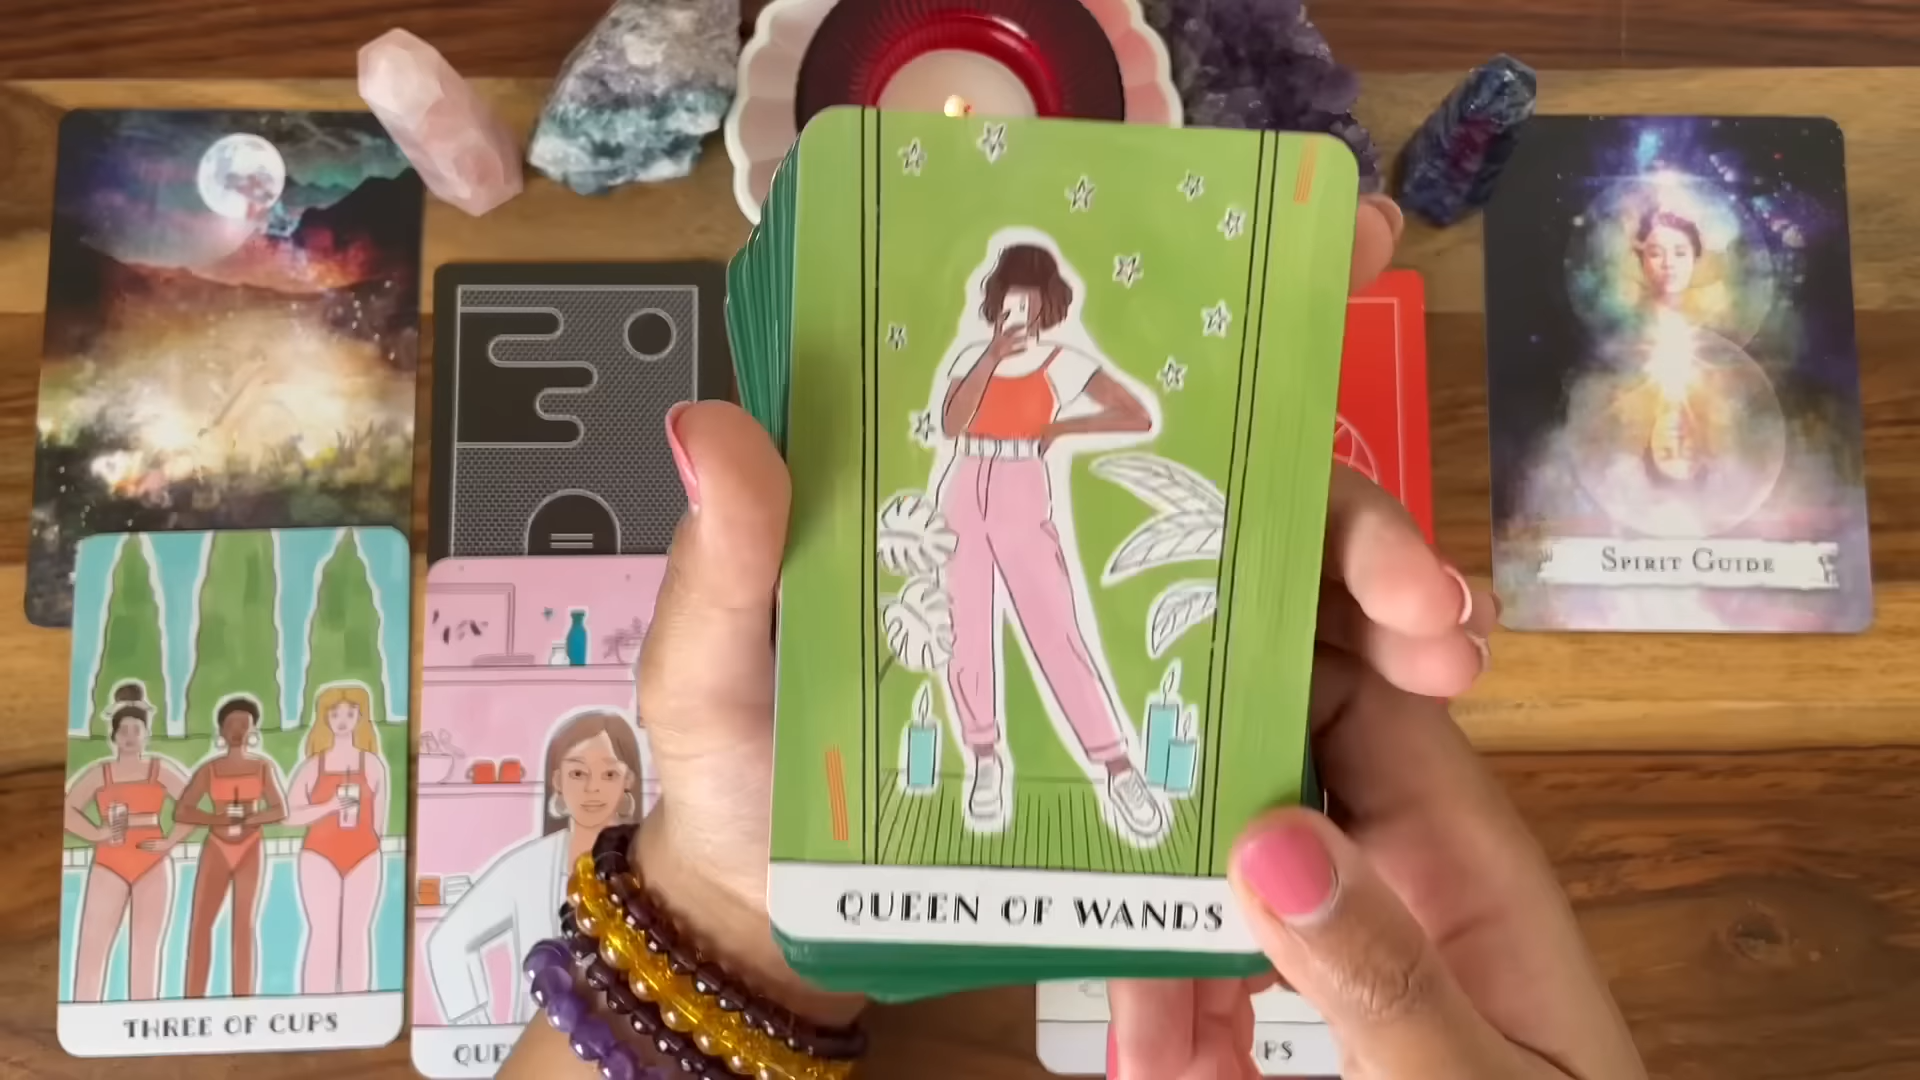 SPIRIT GUIDE
QUEEN OF WANDS
THREE OF CUPS